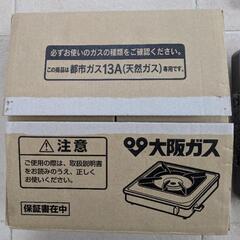 必ずお使いのガスの種類をご確認ください。
この商品は都市ガス13A(天然ガス)専用です。
⚠注意
ご使用の際は、取扱説明書
をお読みのうえ、正しく
お使いください。
保証書在中
大阪ガス